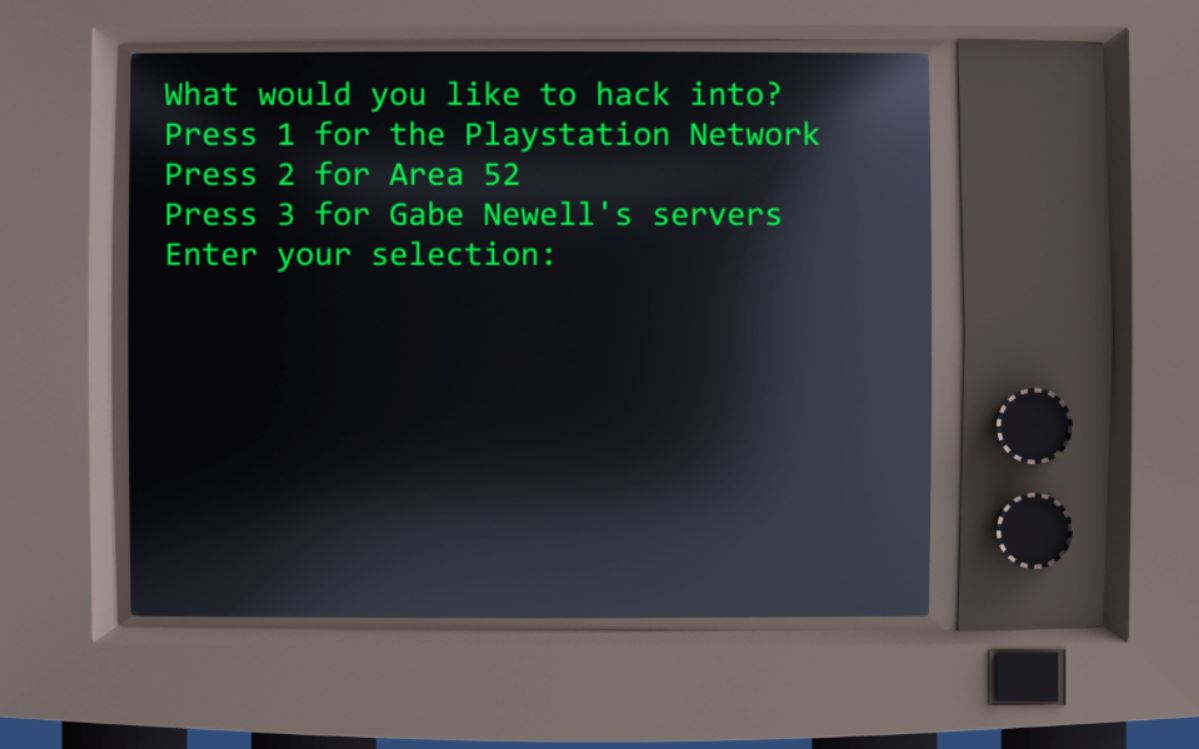 What would you like to hack into?
Press 1 for the Playstation Network
Press 2 for Area 52
Press 3 for Gabe Newell's servers
Enter your selection: